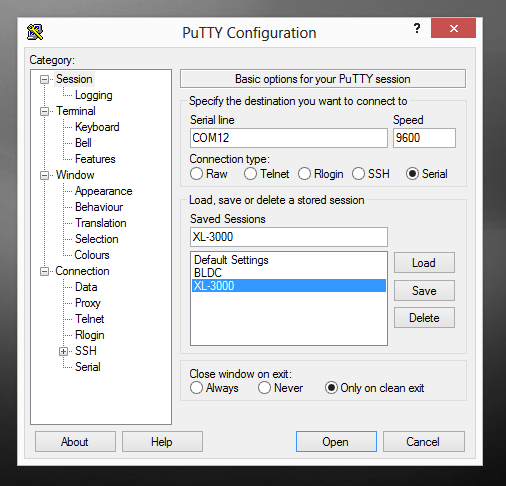 PuTTY Configuration
?
x
Category:
Session
Logging
Terminal
Keyboard
Bell
Features
Window
Appearance
Behaviour
Translation
Selection
Colours
Connection
Data
Proxy
Telnet
Rlogin
SSH
Serial
Basic options for your PuTTY session
Specify the destination you want to connect to
Serial line Speed
COM12 9600
Connection type:
Raw Telnet Rlogin SSH Serial
Load, save or delete a stored session
Saved Sessions
XL-3000
Default Settings
BLDC
XL-3000
Load
Save
Delete
Close window on exit:
Always Never Only on clean exit
About Help Open Cancel